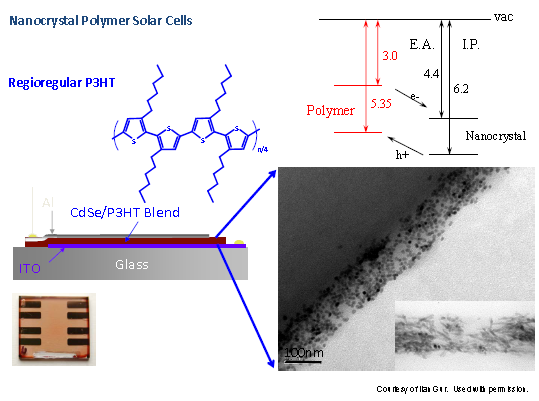 Nanocrystal Polymer Solar Cells
vac
E.A.
I.P.
3.0
4.4
6.2
e-
Polymer
5.35
Nanocrystal
h+
Regioregular P3HT
S
S
S
S
n/4
Al
CdSe/P3HT Blend
ITO
Glass
100nm
Courtesy of Ilan Gur. Used with permission.